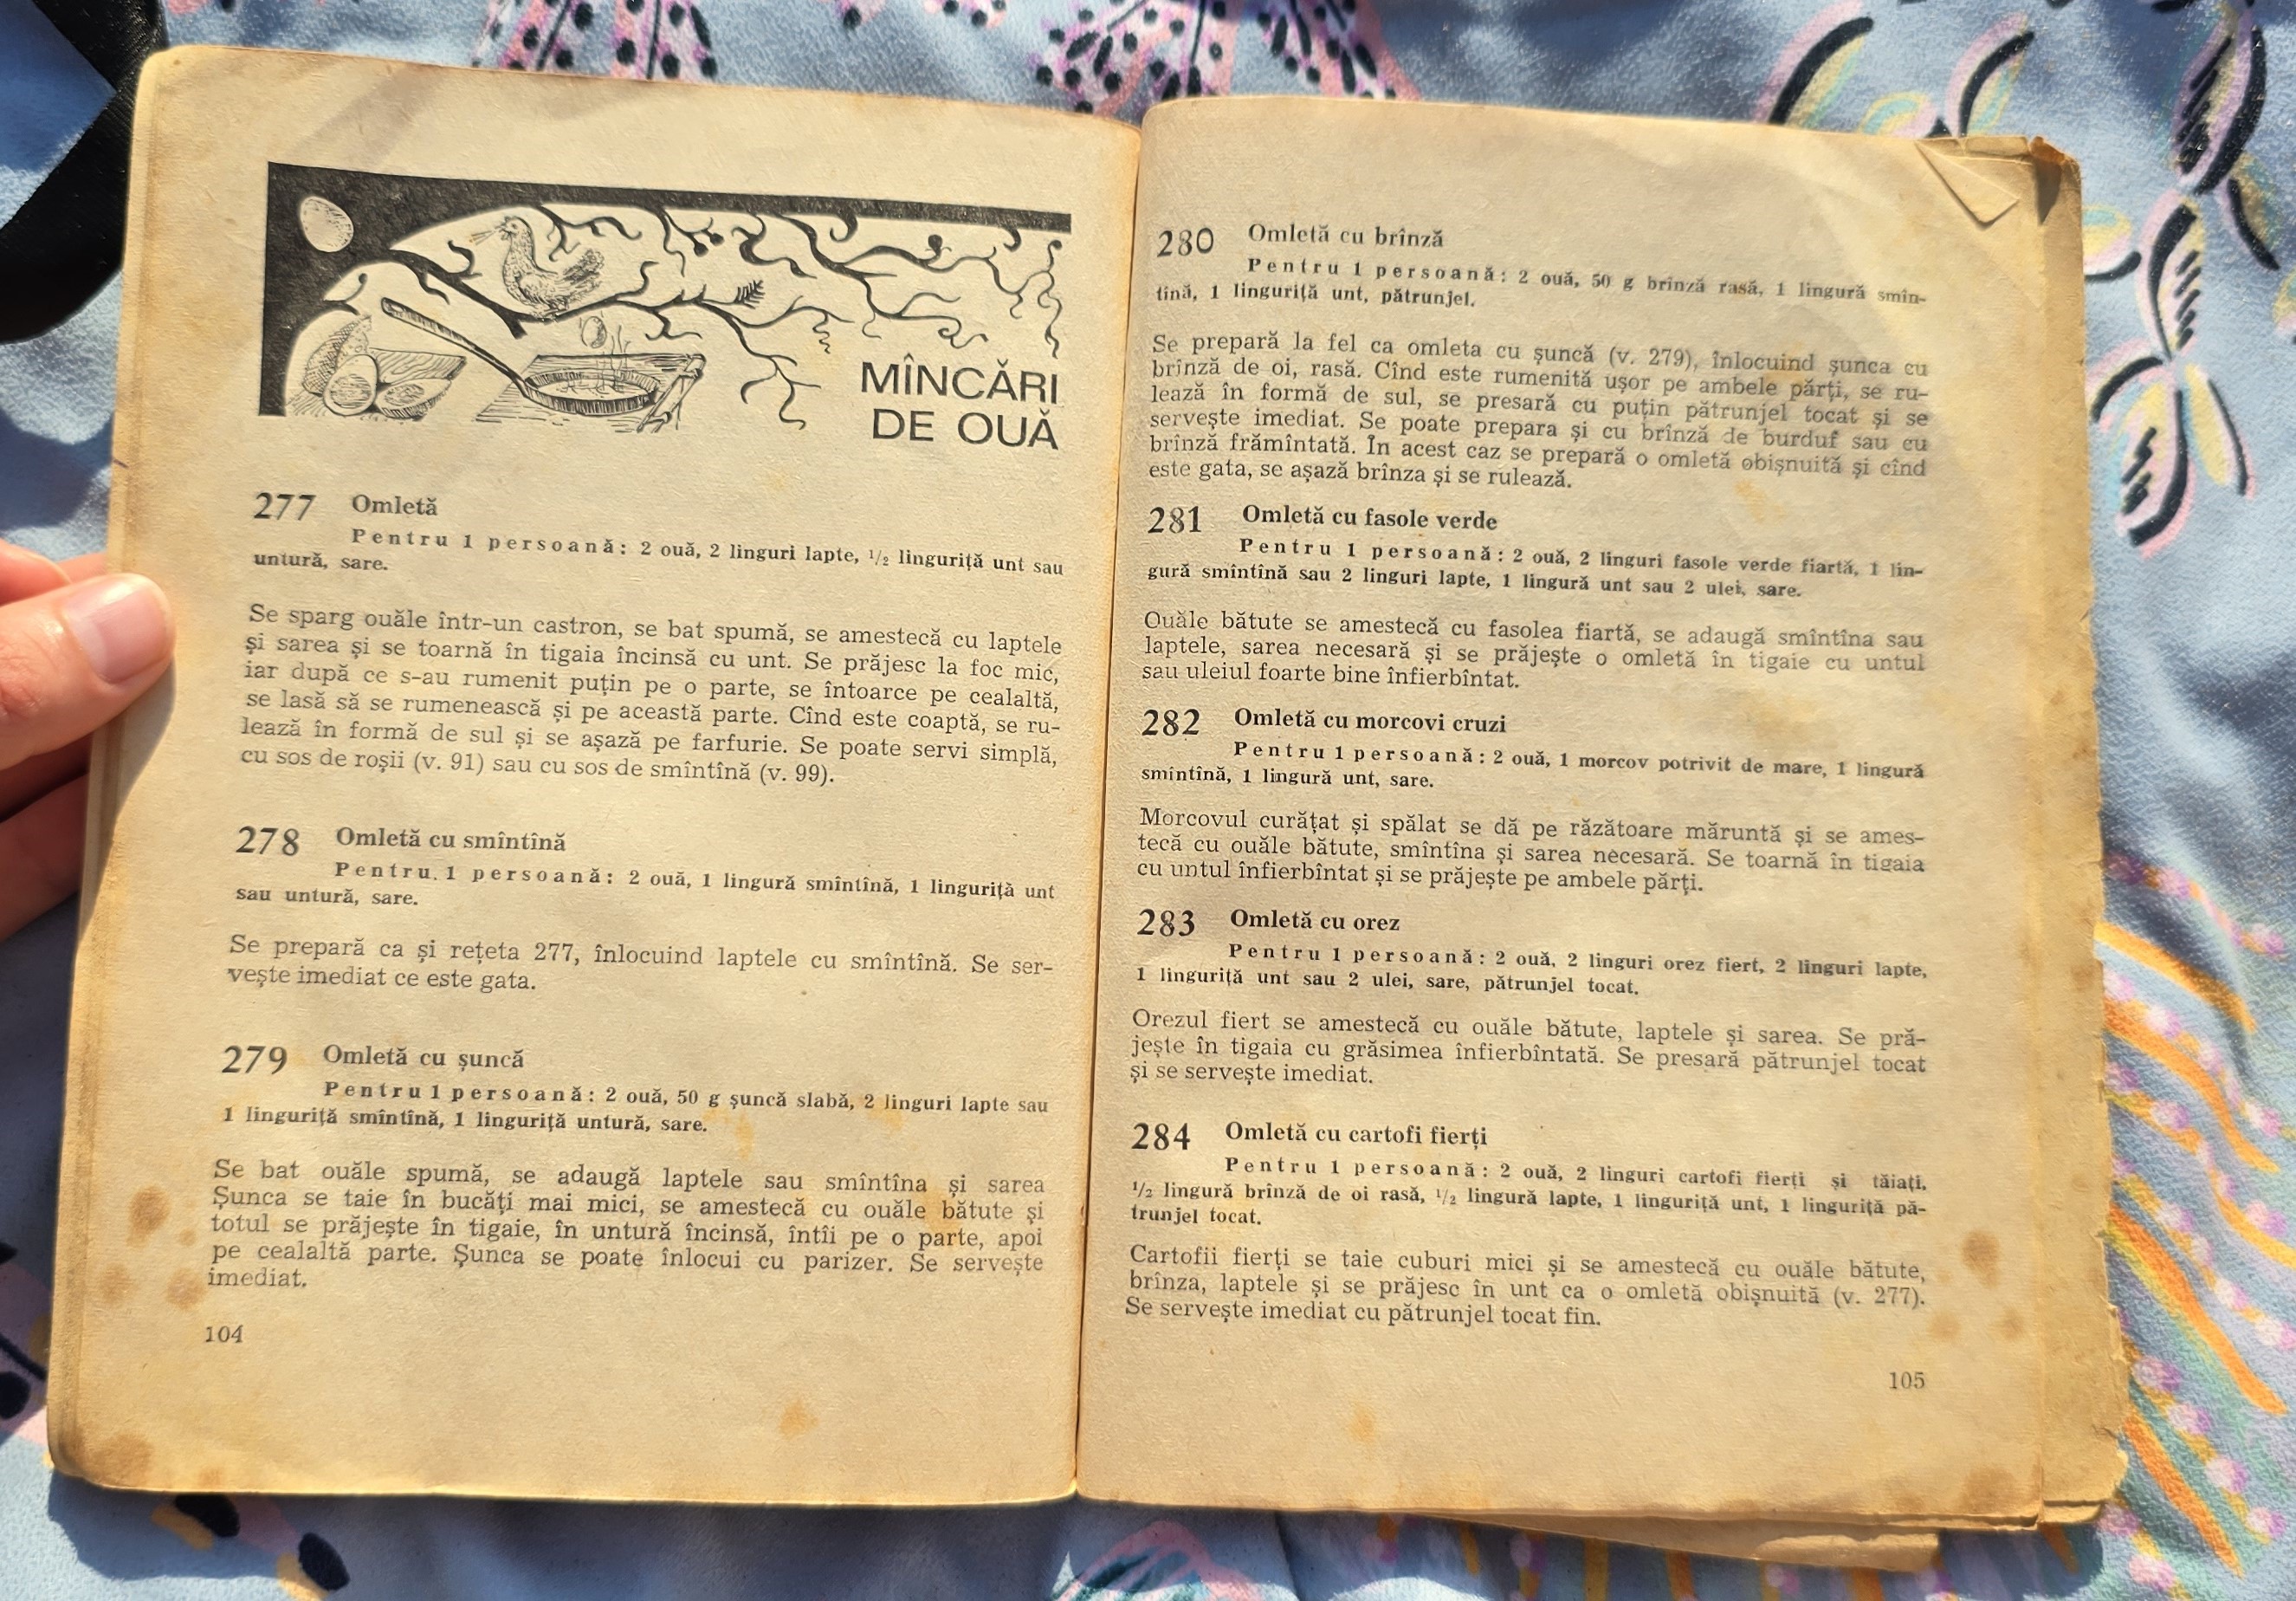 MÎNCĂRI
DE OUĂ
277 Omletă
Pentru 1 persoană: 2 ouă, 2 linguri lapte, 1/2 linguriță unt sau
untură, sare.
Se sparg ouăle într-un castron, se bat spumă, se amestecă cu laptele
și sarea și se toarnă în tigaia încinsă cu unt. Se prăjesc la foc mic,
iar după ce s-au rumenit puțin pe o parte, se întoarce pe cealaltă,
se lasă să se rumenească și pe această parte. Cînd este coaptă, se ru-
lează în formă de sul și se așază pe farfurie. Se poate servi simplă,
cu sos de roșii (v. 91) sau cu sos de smîntînă (v. 99).
278 Omletă cu smîntînă
Pentru 1 persoană: 2 ouă, 1 lingură smîntînă, 1 linguriță unt
sau untură, sare.
Se prepară ca și rețeta 277, înlocuind laptele cu smîntînă. Se ser-
vește imediat ce este gata.
279 Omletă cu șuncă
Pentru 1 persoană: 2 ouă, 50 g șuncă slabă, 2 linguri lapte sau
1 linguriță smîntînă, 1 linguriță untură, sare.
Se bat ouăle spumă, se adaugă laptele sau smîntîna și sarea
Șunca se taie în bucăți mai mici, se amestecă cu ouăle bătute și
totul se prăjește în tigaie, în untură încinsă, întîi pe o parte, apoi
pe cealaltă parte. Șunca se poate înlocui cu parizer. Se servește
imediat.
104
280 Omletă cu brînză
Pentru 1 persoană: 2 ouă, 50 g brînză rasă, 1 lingură smîn-
tînă, 1 linguriță unt, pătrunjel.
Se prepară la fel ca omleta cu șuncă (v. 279), înlocuind șunca cu
brînză de oi, rasă. Cînd este rumenită ușor pe ambele părți, se ru-
lează în formă de sul, se presară cu puțin pătrunjel tocat și se
servește imediat. Se poate prepara și cu brînză de burduf sau cu
brînză frămîntată. În acest caz se prepară o omletă obișnuită și cînd
este gata, se așază brînza și se rulează.
281 Omletă cu fasole verde
Pentru 1 persoană: 2 ouă, 2 linguri fasole verde fiartă, 1 lin-
gură smîntînă sau 2 linguri lapte, 1 lingură unt sau 2 ulei, sare.
Ouăle bătute se amestecă cu fasolea fiartă, se adaugă smîntîna sau
laptele, sarea necesară și se prăjește o omletă în tigaie cu untul
sau uleiul foarte bine înfierbîntat.
282 Omletă cu morcovi cruzi
Pentru 1 persoană: 2 ouă, 1 morcov potrivit de mare, 1 lingură
smîntînă, 1 lingură unt, sare.
Morcovul curățat și spălat se dă pe răzătoare măruntă și se ames-
tecă cu ouăle bătute, smîntîna și sarea necesară. Se toarnă în tigaia
cu untul înfierbîntat și se prăjește pe ambele părți.
283 Omletă cu orez
Pentru 1 persoană: 2 ouă, 2 linguri orez fiert, 2 linguri lapte,
1 linguriță unt sau 2 ulei, sare, pătrunjel tocat.
Orezul fiert se amestecă cu ouăle bătute, laptele și sarea. Se pră-
jește în tigaia cu grăsimea înfierbîntată. Se presară pătrunjel tocat
și se servește imediat.
284 Omletă cu cartofi fierți
Pentru 1 persoană: 2 ouă, 2 linguri cartofi fierți și tăiați,
1/2 lingură brînză de oi rasă, 1/2 lingură lapte, 1 linguriță unt, 1 linguriță pă-
trunjel tocat.
Cartofii fierți se taie cuburi mici și se amestecă cu ouăle bătute,
brînza, laptele și se prăjesc în unt ca o omletă obișnuită (v. 277).
Se servește imediat cu pătrunjel tocat fin.
105